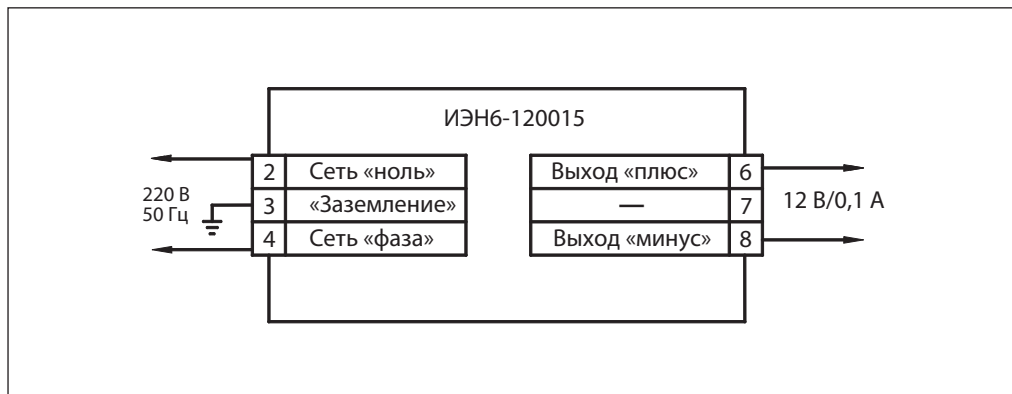 ИЭН6-120015
220 В
50 Гц
2 Сеть «ноль»
3 «Заземление»
4 Сеть «фаза»
Выход «плюс» 6
— 7
Выход «минус» 8
12 В/0,1 А